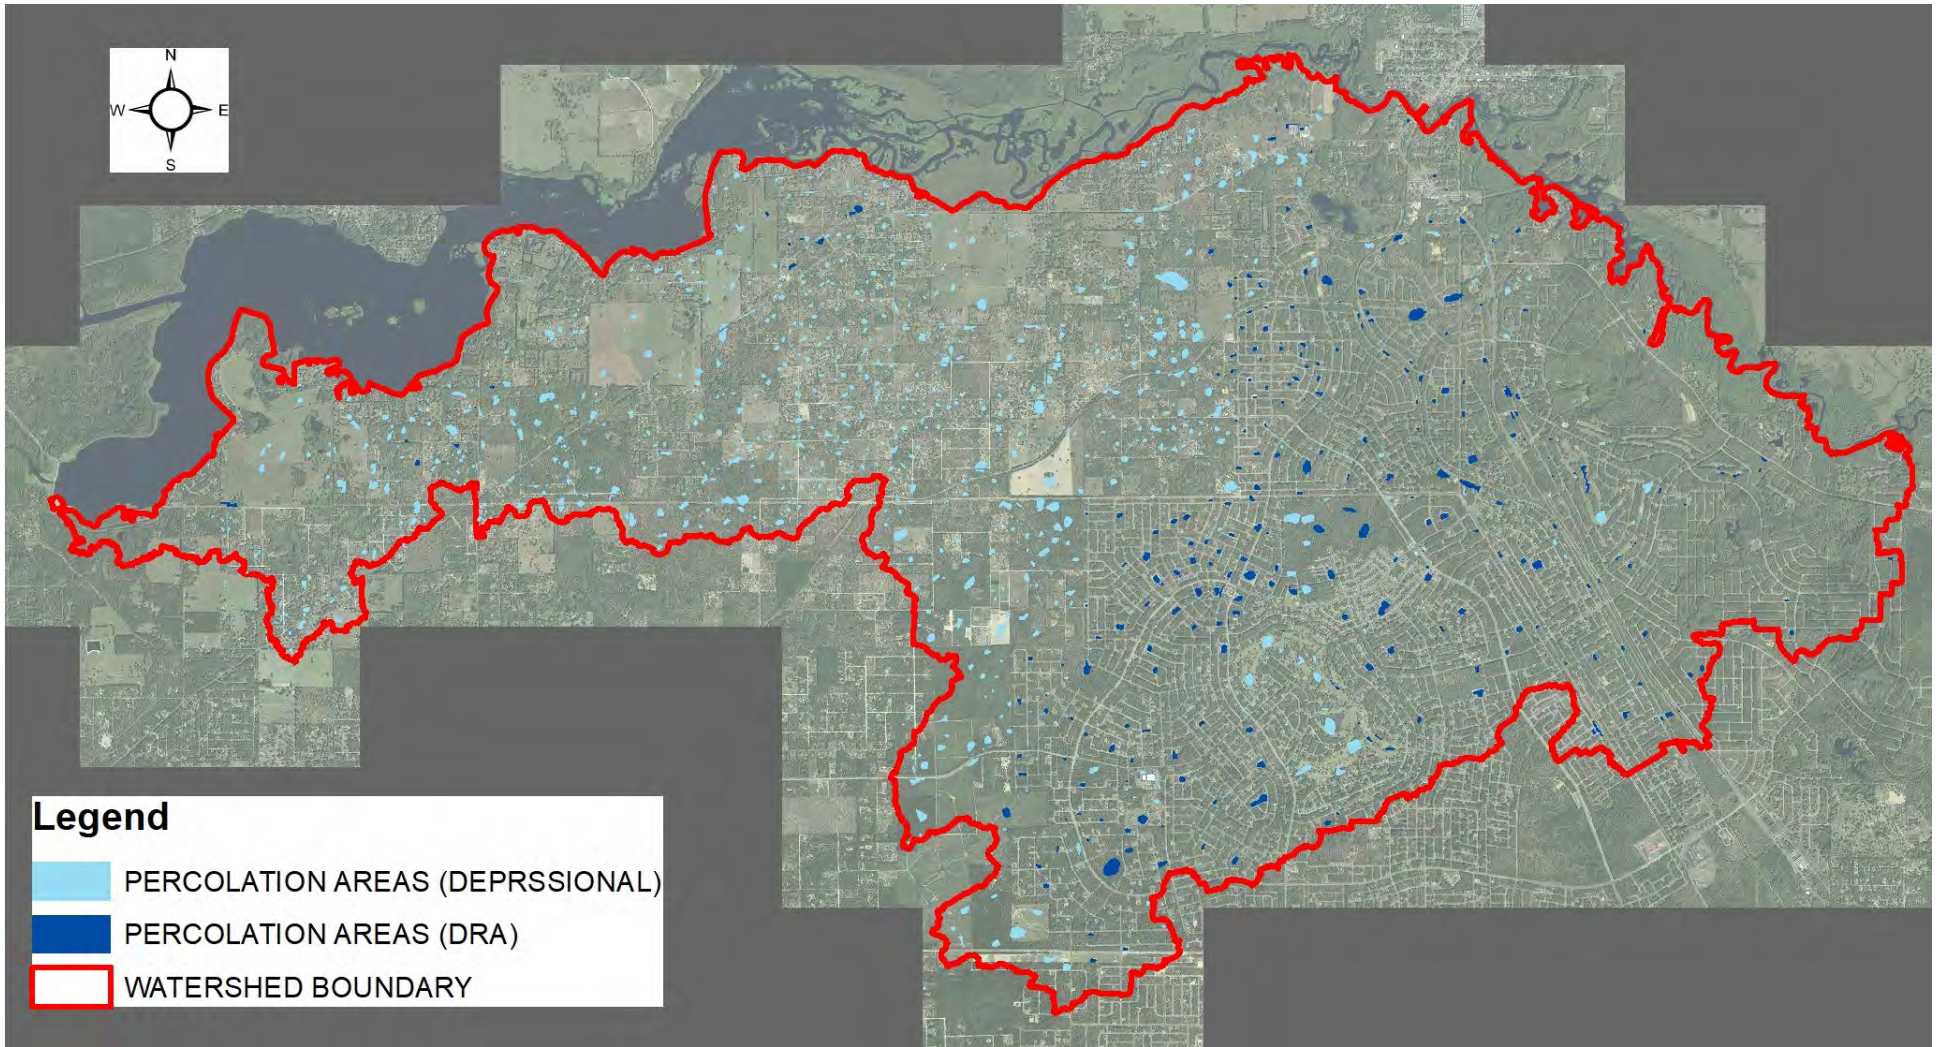 N
W E
S
Legend
PERCOLATION AREAS (DEPRSSIONAL)
PERCOLATION AREAS (DRA)
WATERSHED BOUNDARY